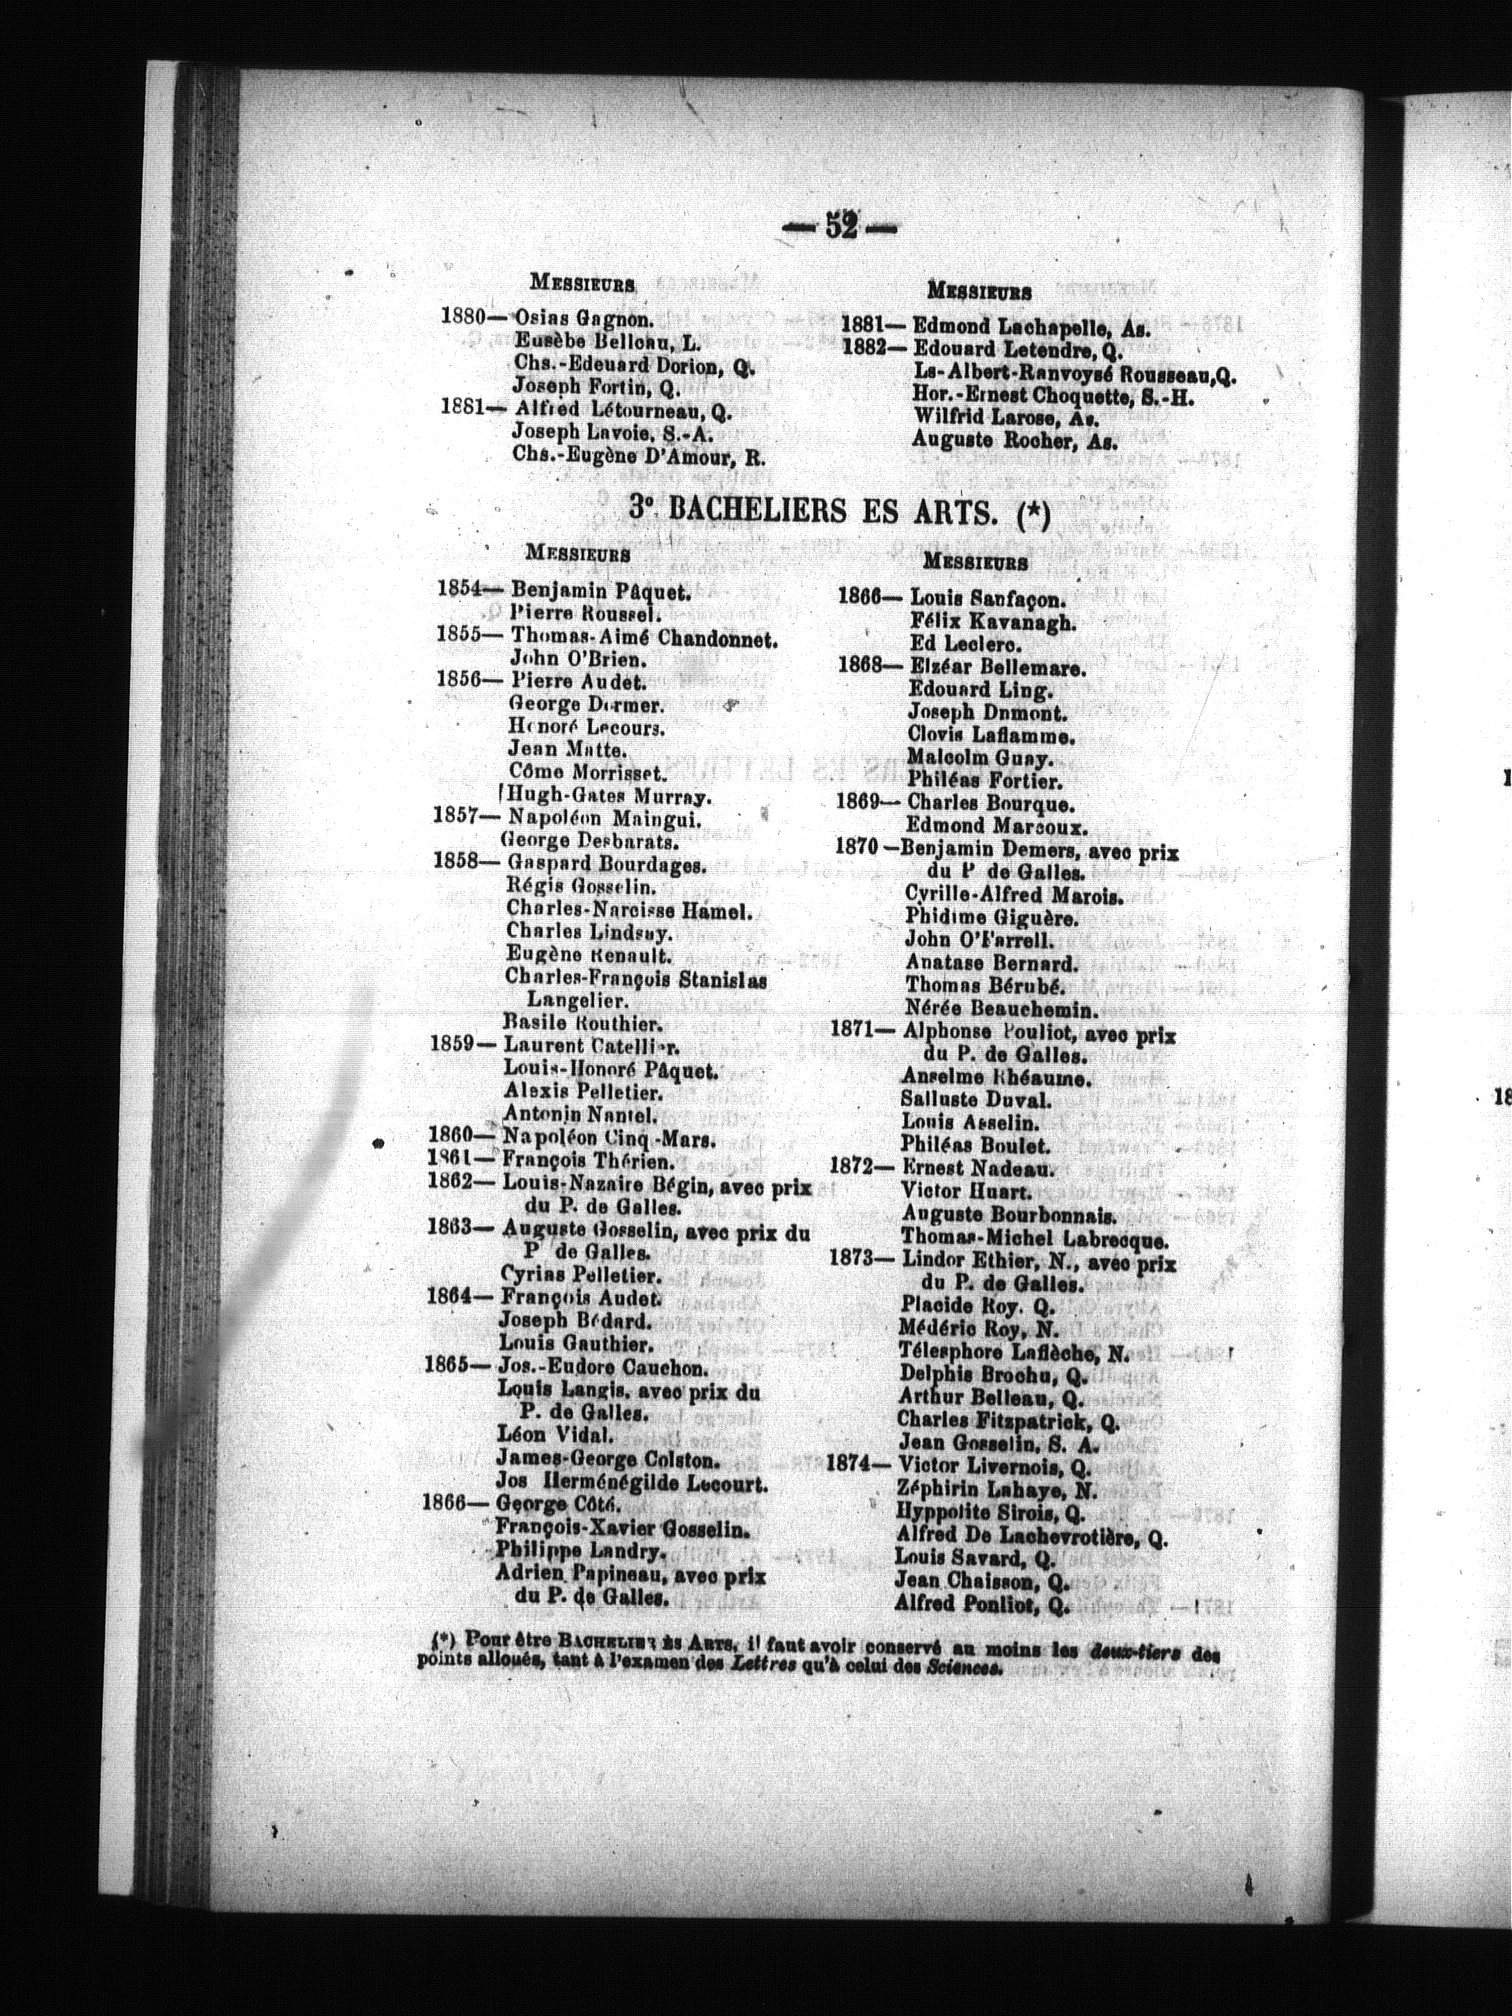 — 52 —
MESSIEURS
1880— Osias Gagnon.
Eusèbe Belleau, L.
Chs.-Edouard Dorion, Q.
Joseph Fortin, Q.
1881— Alfred Létourneau, Q.
Joseph Lavoie, S.-A.
Chs.-Eugène D'Amour, R.
MESSIEURS
1881— Edmond Lachapelle, As.
1882— Edouard Letendre, Q.
Ls-Albert-Ranvoysé Rousseau, Q.
Hor.-Ernest Choquette, S.-H.
Wilfrid Larose, As.
Auguste Rocher, As.
3º BACHELIERS ES ARTS. (*)
MESSIEURS
1854— Benjamin Pâquet.
Pierre Roussel.
1855— Thomas-Aimé Chandonnet.
John O'Brien.
1856— Pierre Audet.
George Dormer.
Honoré Lecours.
Jean Matte.
Côme Morrisset.
Hugh-Gates Murray.
1857— Napoléon Maingui.
George Desbarats.
1858— Gaspard Bourdages.
Régis Gosselin.
Charles-Narcisse Hamel.
Charles Lindsay.
Eugène Renault.
Charles-François Stanislas
Langelier.
Basile Routhier.
1859— Laurent Catellier.
Louis-Honoré Pâquet.
Alexis Pelletier.
Antonin Nantel.
1860— Napoléon Cinq-Mars.
1861— François Thérien.
1862— Louis-Nazaire Bégin, avec prix
du P. de Galles.
1863— Auguste Gosselin, avec prix du
P de Galles.
Cyrias Pelletier.
1864— François Audet.
Joseph Bédard.
Louis Gauthier.
1865— Jos.-Eudore Cauchon.
Louis Langis, avec prix du
P. de Galles.
Léon Vidal.
James-George Colston.
Jos Herménégilde Lecourt.
1866— George Côté.
François-Xavier Gosselin.
Philippe Landry.
Adrien Papineau, avec prix
du P. de Galles.
MESSIEURS
1866— Louis Sanfaçon.
Félix Kavanagh.
Ed Leclerc.
1868— Elzéar Bellemare.
Edouard Ling.
Joseph Dnmont.
Clovis Laflamme.
Malcolm Guay.
Philéas Fortier.
1869— Charles Bourque.
Edmond Marcoux.
1870 —Benjamin Demers, avec prix
du P de Galles.
Cyrille-Alfred Marois.
Phidime Giguère.
John O'Farrell.
Anatase Bernard.
Thomas Bérubé.
Nérée Beauchemin.
1871— Alphonse Pouliot, avec prix
du P. de Galles.
Anselme Rhéaume.
Salluste Duval.
Louis Asselin.
Philéas Boulet.
1872— Ernest Nadeau.
Victor Huart.
Auguste Bourbonnais.
Thomas-Michel Labrecque.
1873— Lindor Ethier, N., avec prix
du P. de Galles.
Placide Roy. Q.
Médéric Roy, N.
Télesphore Laflèche, N.
Delphis Brochu, Q.
Arthur Belleau, Q.
Charles Fitzpatrick, Q.
Jean Gosselin, S. A.
1874— Victor Livernois, Q.
Zéphirin Lahaye, N.
Hyppolite Sirois, Q.
Alfred De Lachevrotière, Q.
Louis Savard, Q.
Jean Chaisson, Q.
Alfred Ponliot, Q.
(*) Pour être BACHELIER ÈS ARTS, il faut avoir conservé au moins les deux-tiers des
points alloués, tant à l'examen des Lettres qu'à celui des Sciences.